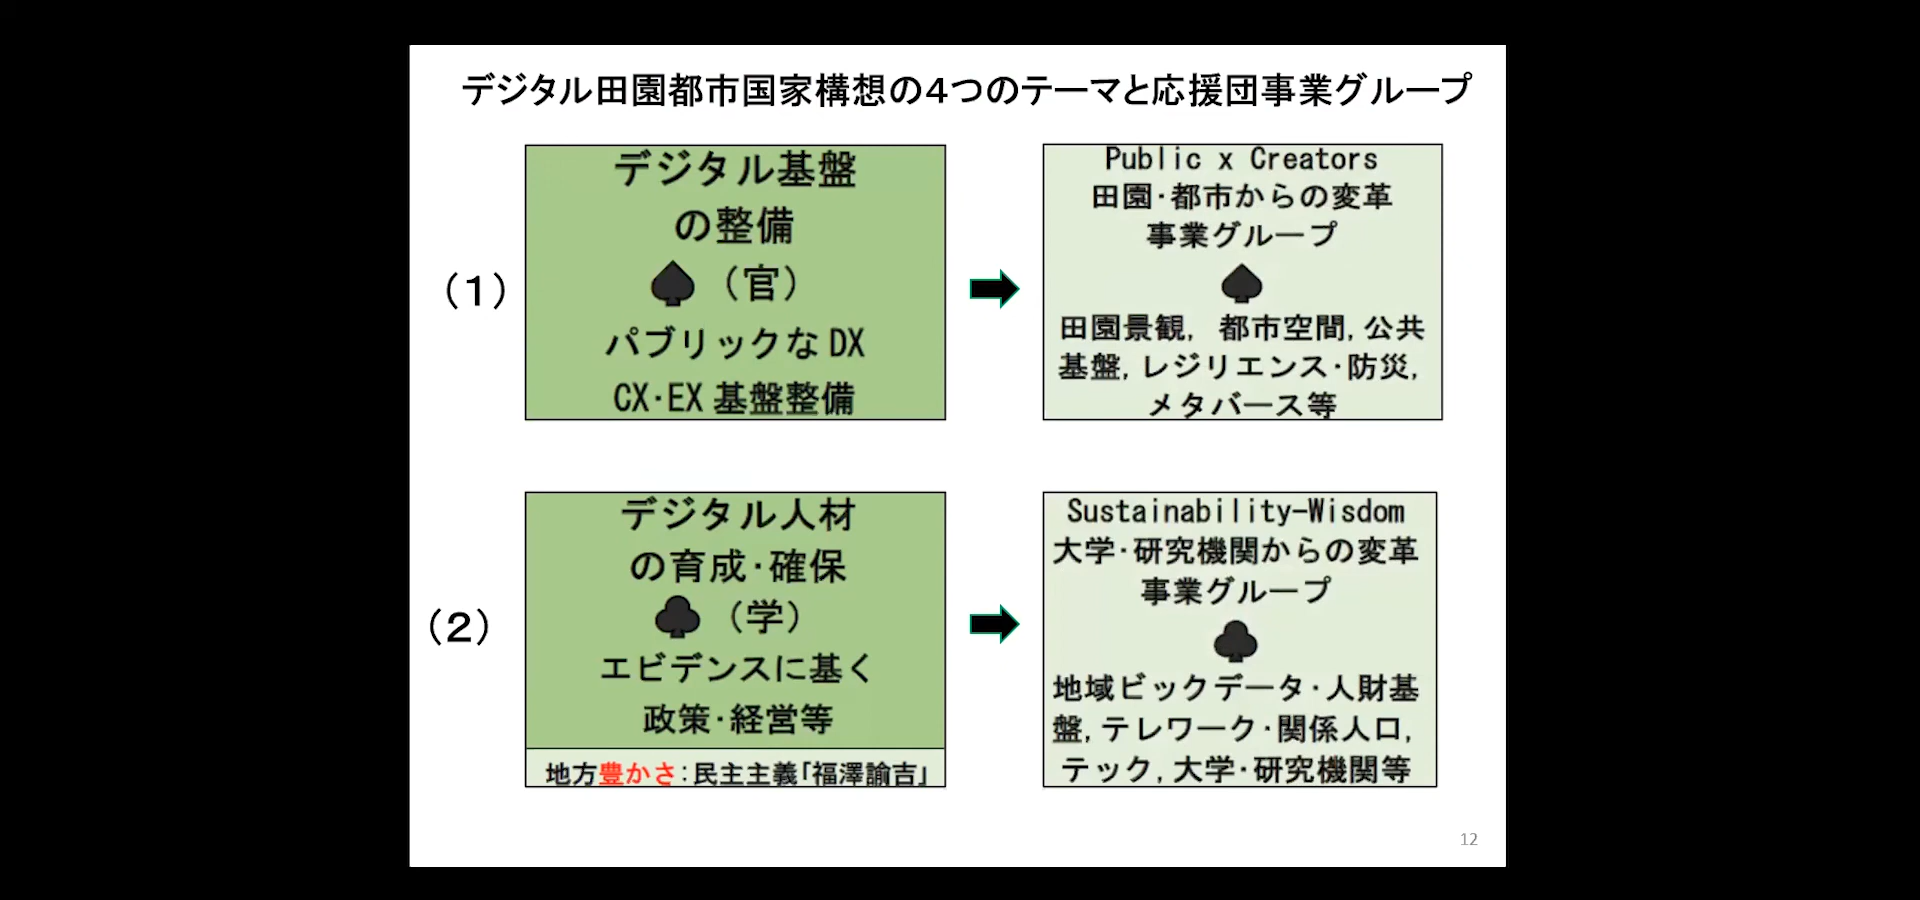 デジタル田園都市国家構想の４つのテーマと応援団事業グループ
（１）
デジタル基盤
の整備
♠（官）
パブリックなDX
CX・EX基盤整備
Public x Creators
田園・都市からの変革
事業グループ
♠
田園景観, 都市空間, 公共
基盤, レジリエンス・防災,
メタバース等
（２）
デジタル人材
の育成・確保
♣（学）
エビデンスに基く
政策・経営等
地方豊かさ：民主主義「福澤諭吉」
Sustainability-Wisdom
大学・研究機関からの変革
事業グループ
♣
地域ビックデータ・人財基
盤, テレワーク・関係人口,
テック, 大学・研究機関等
12